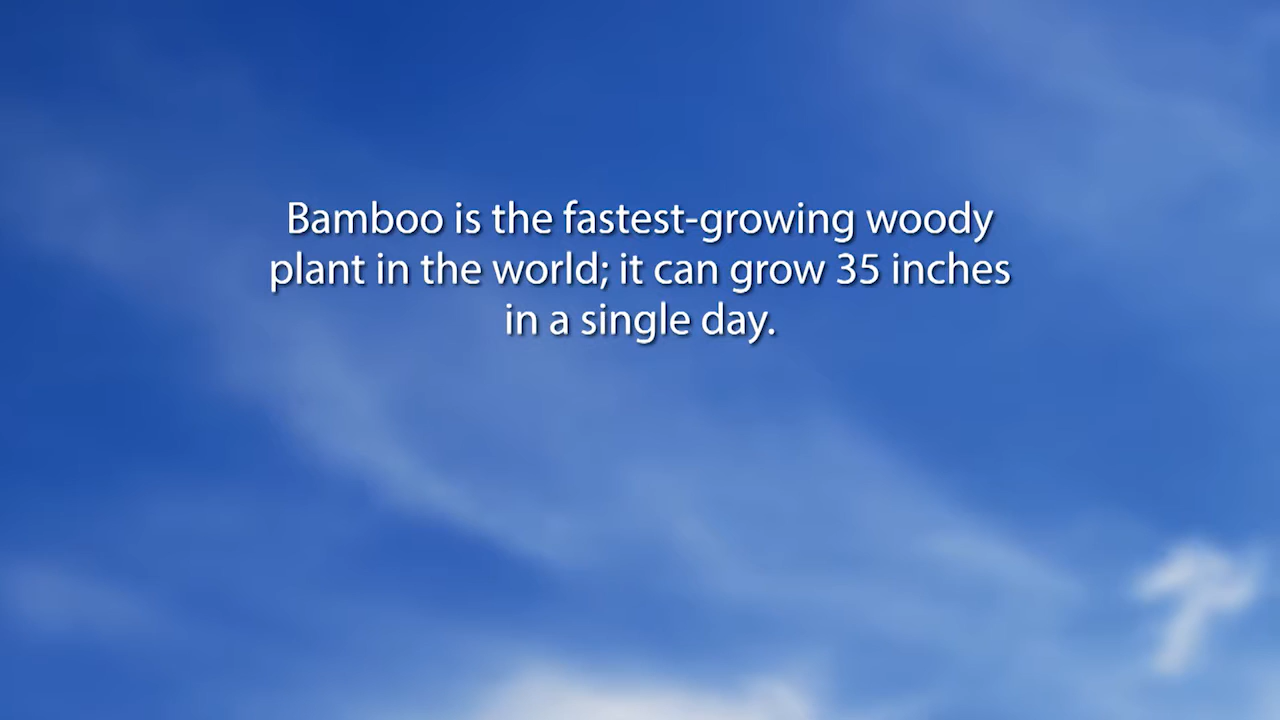 Bamboo is the fastest-growing woody
plant in the world; it can grow 35 inches
in a single day.